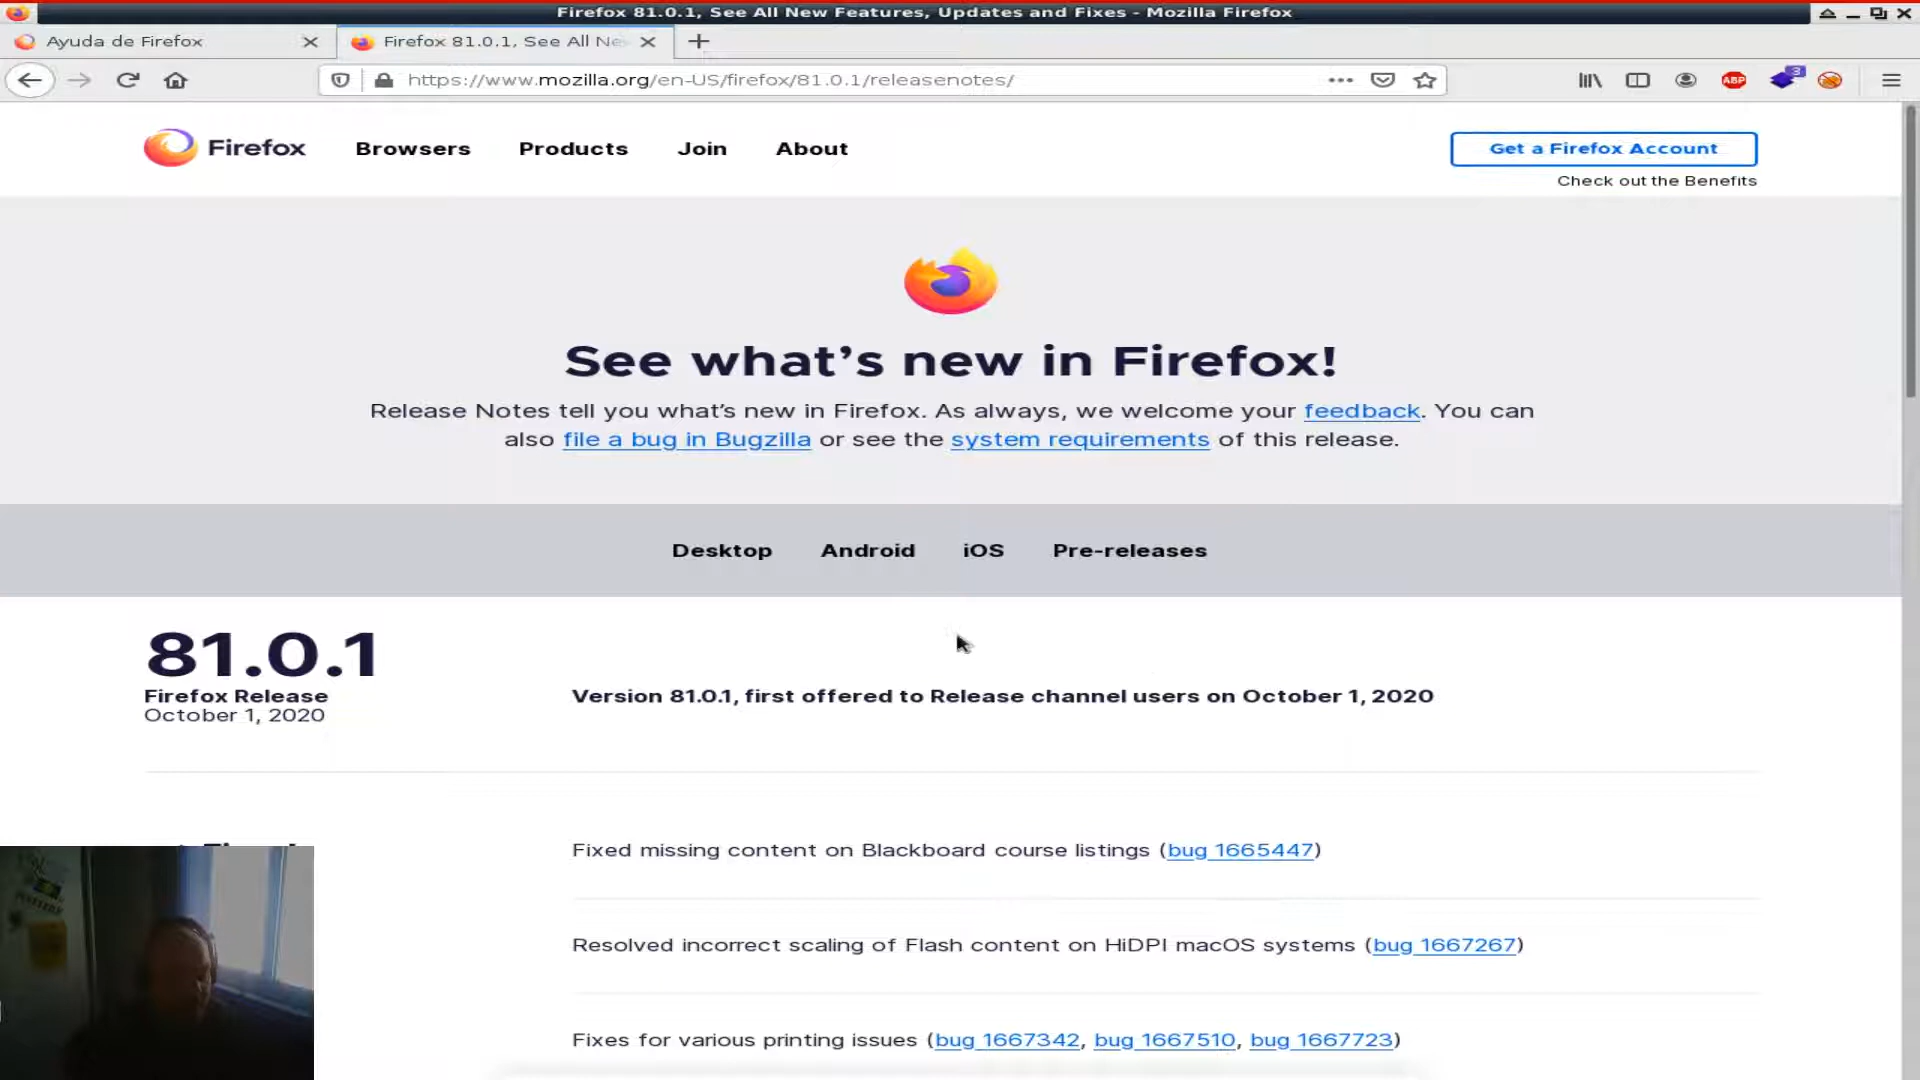 Firefox 81.0.1, See All New Features, Updates and Fixes - Mozilla Firefox
Ayuda de Firefox
Firefox 81.0.1, See All Ne
https://www.mozilla.org/en-US/firefox/81.0.1/releasenotes/
ABP
3
Firefox
Browsers
Products
Join
About
Get a Firefox Account
Check out the Benefits
See what's new in Firefox!
Release Notes tell you what's new in Firefox. As always, we welcome your feedback. You can
also file a bug in Bugzilla or see the system requirements of this release.
Desktop
Android
iOS
Pre-releases
81.0.1
Firefox Release
October 1, 2020
Version 81.0.1, first offered to Release channel users on October 1, 2020
Fixed missing content on Blackboard course listings (bug 1665447)
Resolved incorrect scaling of Flash content on HiDPI macOS systems (bug 1667267)
Fixes for various printing issues (bug 1667342, bug 1667510, bug 1667723)